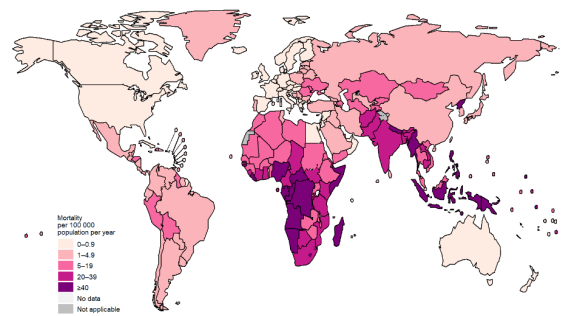 Mortality
per 100 000
population per year
0–0.9
1–4.9
5–19
20–39
≥40
No data
Not applicable